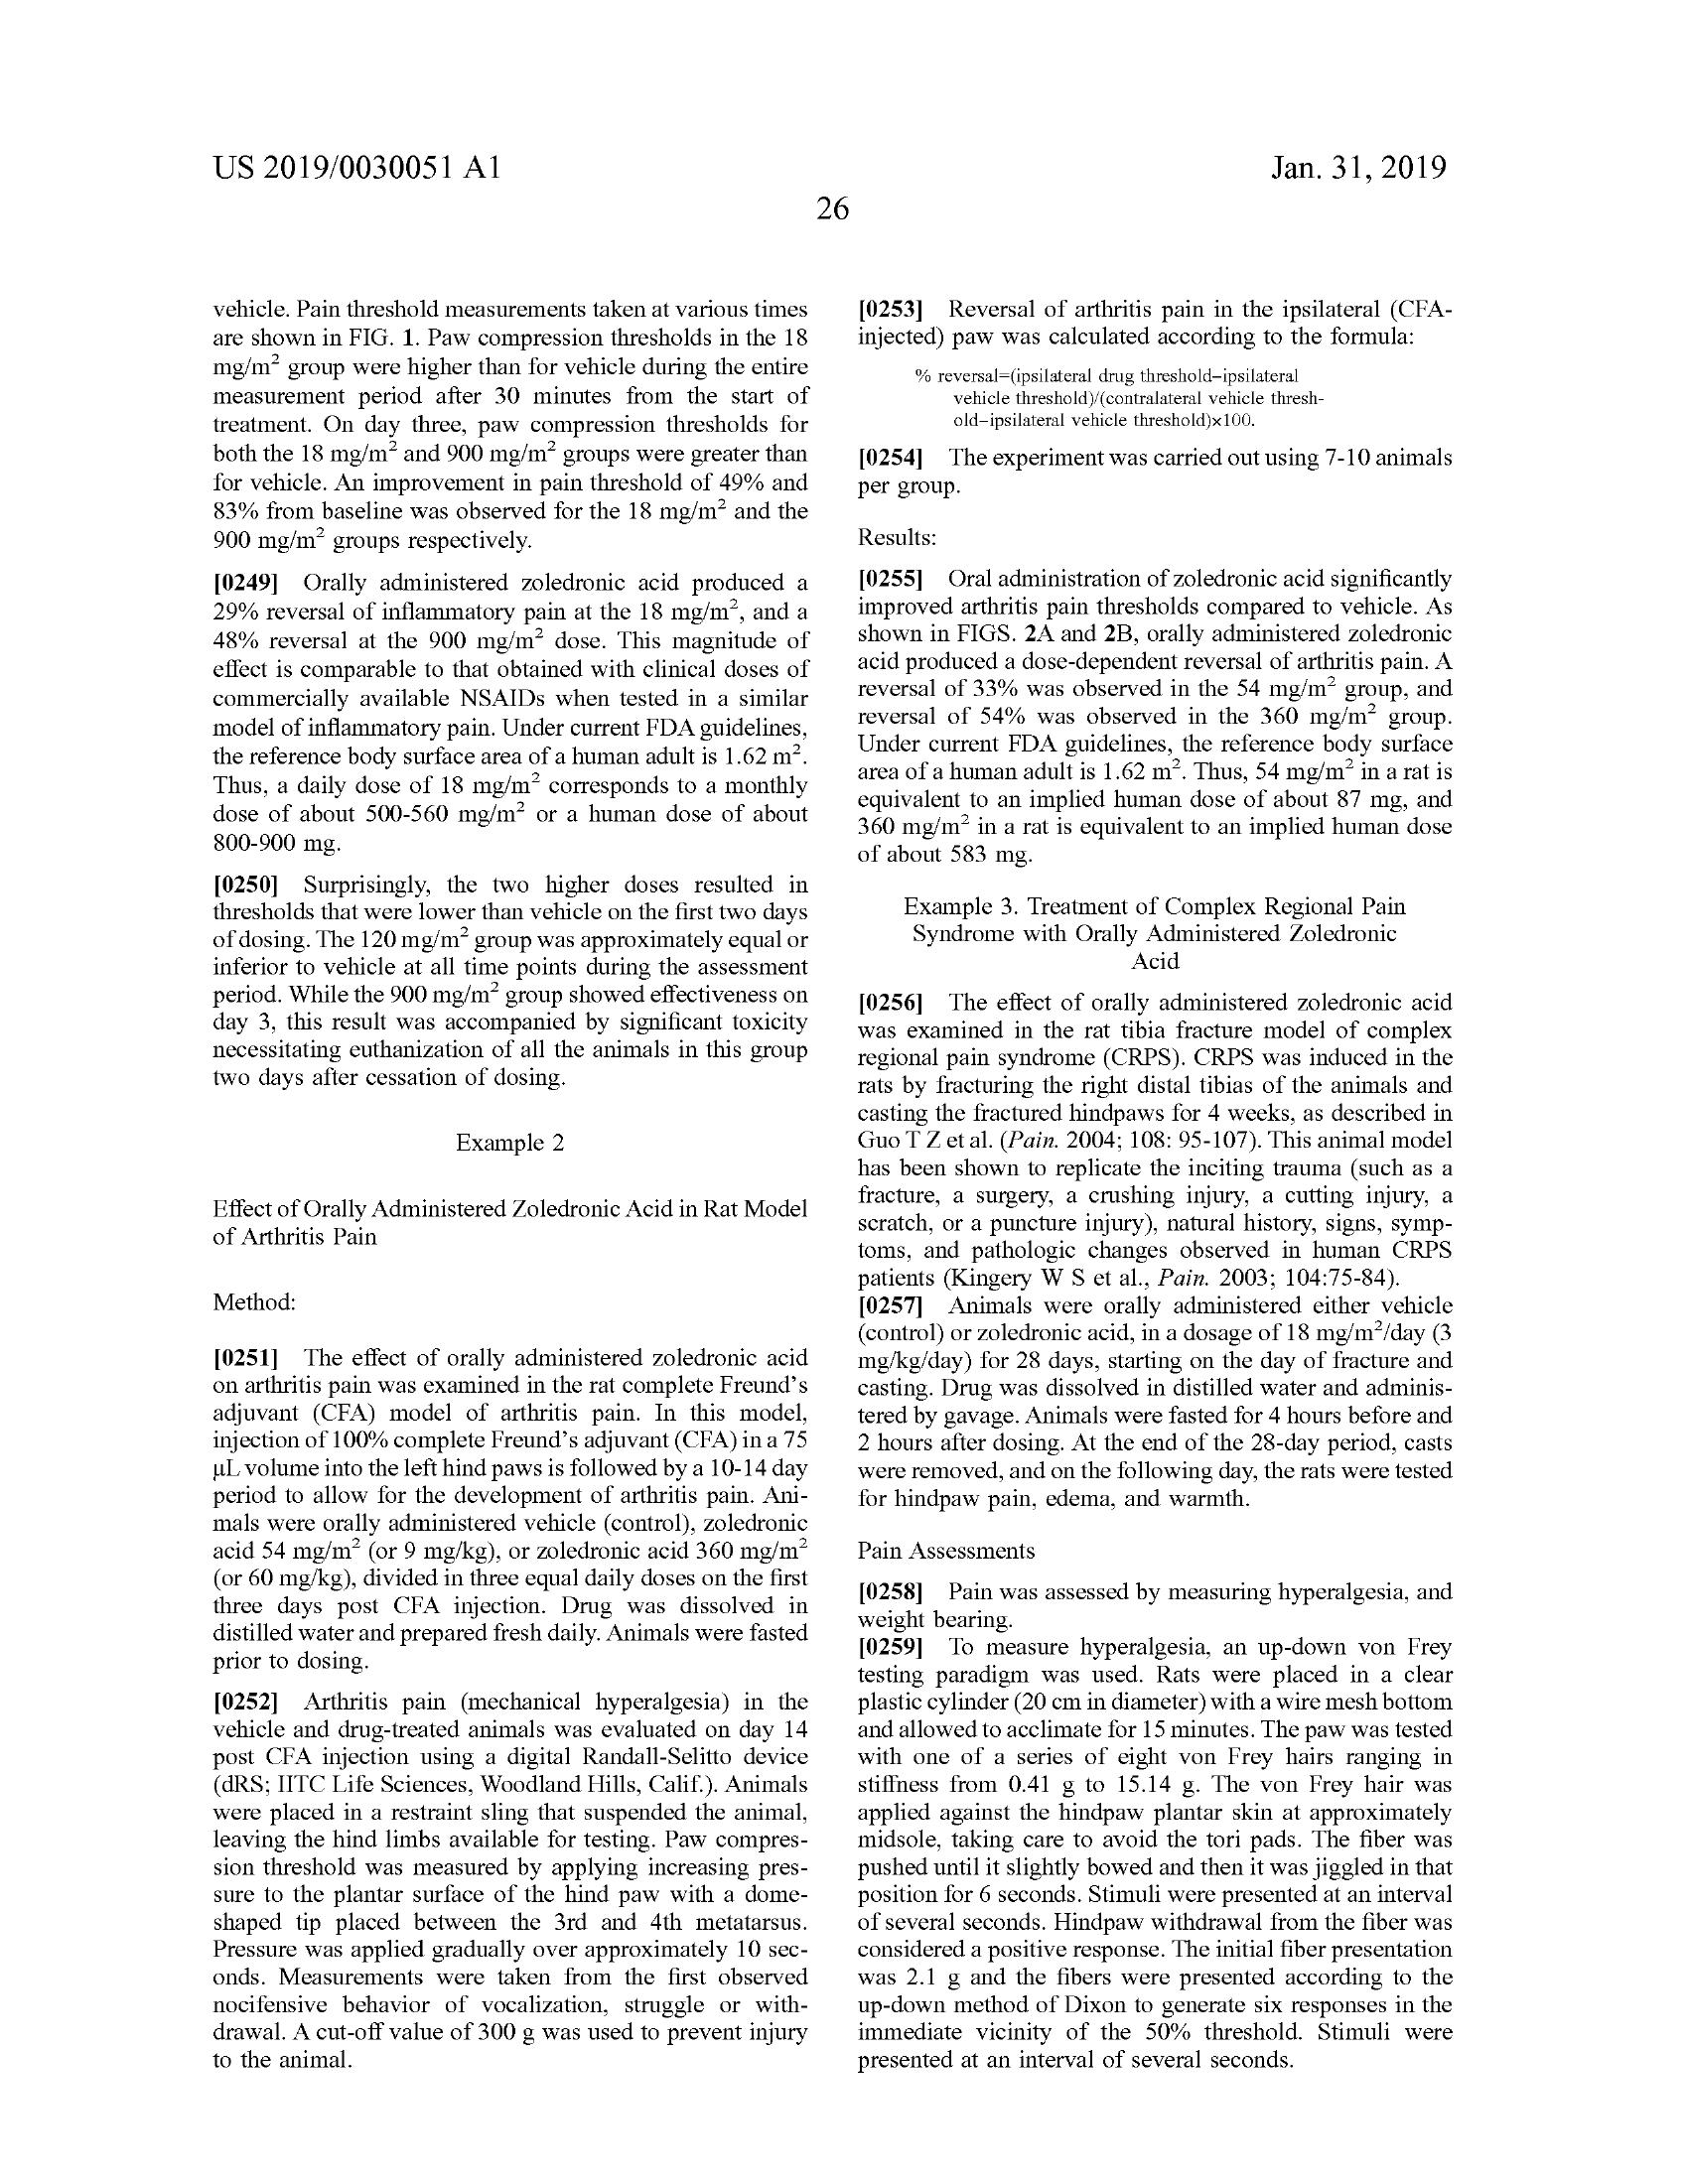 US 2019/0030051 A1
Jan. 31, 2019
26
vehicle. Pain threshold measurements taken at various times
are shown in FIG. 1. Paw compression thresholds in the 18
mg/m² group were higher than for vehicle during the entire
measurement period after 30 minutes from the start of
treatment. On day three, paw compression thresholds for
both the 18 mg/m² and 900 mg/m² groups were greater than
for vehicle. An improvement in pain threshold of 49% and
83% from baseline was observed for the 18 mg/m² and the
900 mg/m² groups respectively.
[0249] Orally administered zoledronic acid produced a
29% reversal of inflammatory pain at the 18 mg/m², and a
48% reversal at the 900 mg/m² dose. This magnitude of
effect is comparable to that obtained with clinical doses of
commercially available NSAIDs when tested in a similar
model of inflammatory pain. Under current FDA guidelines,
the reference body surface area of a human adult is 1.62 m².
Thus, a daily dose of 18 mg/m² corresponds to a monthly
dose of about 500-560 mg/m² or a human dose of about
800-900 mg.
[0250] Surprisingly, the two higher doses resulted in
thresholds that were lower than vehicle on the first two days
of dosing. The 120 mg/m² group was approximately equal or
inferior to vehicle at all time points during the assessment
period. While the 900 mg/m² group showed effectiveness on
day 3, this result was accompanied by significant toxicity
necessitating euthanization of all the animals in this group
two days after cessation of dosing.
Example 2
Effect of Orally Administered Zoledronic Acid in Rat Model
of Arthritis Pain
Method:
[0251] The effect of orally administered zoledronic acid
on arthritis pain was examined in the rat complete Freund's
adjuvant (CFA) model of arthritis pain. In this model,
injection of 100% complete Freund's adjuvant (CFA) in a 75
µL volume into the left hind paws is followed by a 10-14 day
period to allow for the development of arthritis pain. Ani-
mals were orally administered vehicle (control), zoledronic
acid 54 mg/m² (or 9 mg/kg), or zoledronic acid 360 mg/m²
(or 60 mg/kg), divided in three equal daily doses on the first
three days post CFA injection. Drug was dissolved in
distilled water and prepared fresh daily. Animals were fasted
prior to dosing.
[0252] Arthritis pain (mechanical hyperalgesia) in the
vehicle and drug-treated animals was evaluated on day 14
post CFA injection using a digital Randall-Selitto device
(dRS; IITC Life Sciences, Woodland Hills, Calif.). Animals
were placed in a restraint sling that suspended the animal,
leaving the hind limbs available for testing. Paw compres-
sion threshold was measured by applying increasing pres-
sure to the plantar surface of the hind paw with a dome-
shaped tip placed between the 3rd and 4th metatarsus.
Pressure was applied gradually over approximately 10 sec-
onds. Measurements were taken from the first observed
nocifensive behavior of vocalization, struggle or with-
drawal. A cut-off value of 300 g was used to prevent injury
to the animal.
[0253] Reversal of arthritis pain in the ipsilateral (CFA-
injected) paw was calculated according to the formula:
% reversal=(ipsilateral drug threshold–ipsilateral
vehicle threshold)/(contralateral vehicle thresh-
old–ipsilateral vehicle threshold)×100.
[0254] The experiment was carried out using 7-10 animals
per group.
Results:
[0255] Oral administration of zoledronic acid significantly
improved arthritis pain thresholds compared to vehicle. As
shown in FIGS. 2A and 2B, orally administered zoledronic
acid produced a dose-dependent reversal of arthritis pain. A
reversal of 33% was observed in the 54 mg/m² group, and
reversal of 54% was observed in the 360 mg/m² group.
Under current FDA guidelines, the reference body surface
area of a human adult is 1.62 m². Thus, 54 mg/m² in a rat is
equivalent to an implied human dose of about 87 mg, and
360 mg/m² in a rat is equivalent to an implied human dose
of about 583 mg.
Example 3. Treatment of Complex Regional Pain
Syndrome with Orally Administered Zoledronic
Acid
[0256] The effect of orally administered zoledronic acid
was examined in the rat tibia fracture model of complex
regional pain syndrome (CRPS). CRPS was induced in the
rats by fracturing the right distal tibias of the animals and
casting the fractured hindpaws for 4 weeks, as described in
Guo T Z et al. (Pain. 2004; 108: 95-107). This animal model
has been shown to replicate the inciting trauma (such as a
fracture, a surgery, a crushing injury, a cutting injury, a
scratch, or a puncture injury), natural history, signs, symp-
toms, and pathologic changes observed in human CRPS
patients (Kingery W S et al., Pain. 2003; 104:75-84).
[0257] Animals were orally administered either vehicle
(control) or zoledronic acid, in a dosage of 18 mg/m²/day (3
mg/kg/day) for 28 days, starting on the day of fracture and
casting. Drug was dissolved in distilled water and adminis-
tered by gavage. Animals were fasted for 4 hours before and
2 hours after dosing. At the end of the 28-day period, casts
were removed, and on the following day, the rats were tested
for hindpaw pain, edema, and warmth.
Pain Assessments
[0258] Pain was assessed by measuring hyperalgesia, and
weight bearing.
[0259] To measure hyperalgesia, an up-down von Frey
testing paradigm was used. Rats were placed in a clear
plastic cylinder (20 cm in diameter) with a wire mesh bottom
and allowed to acclimate for 15 minutes. The paw was tested
with one of a series of eight von Frey hairs ranging in
stiffness from 0.41 g to 15.14 g. The von Frey hair was
applied against the hindpaw plantar skin at approximately
midsole, taking care to avoid the tori pads. The fiber was
pushed until it slightly bowed and then it was jiggled in that
position for 6 seconds. Stimuli were presented at an interval
of several seconds. Hindpaw withdrawal from the fiber was
considered a positive response. The initial fiber presentation
was 2.1 g and the fibers were presented according to the
up-down method of Dixon to generate six responses in the
immediate vicinity of the 50% threshold. Stimuli were
presented at an interval of several seconds.